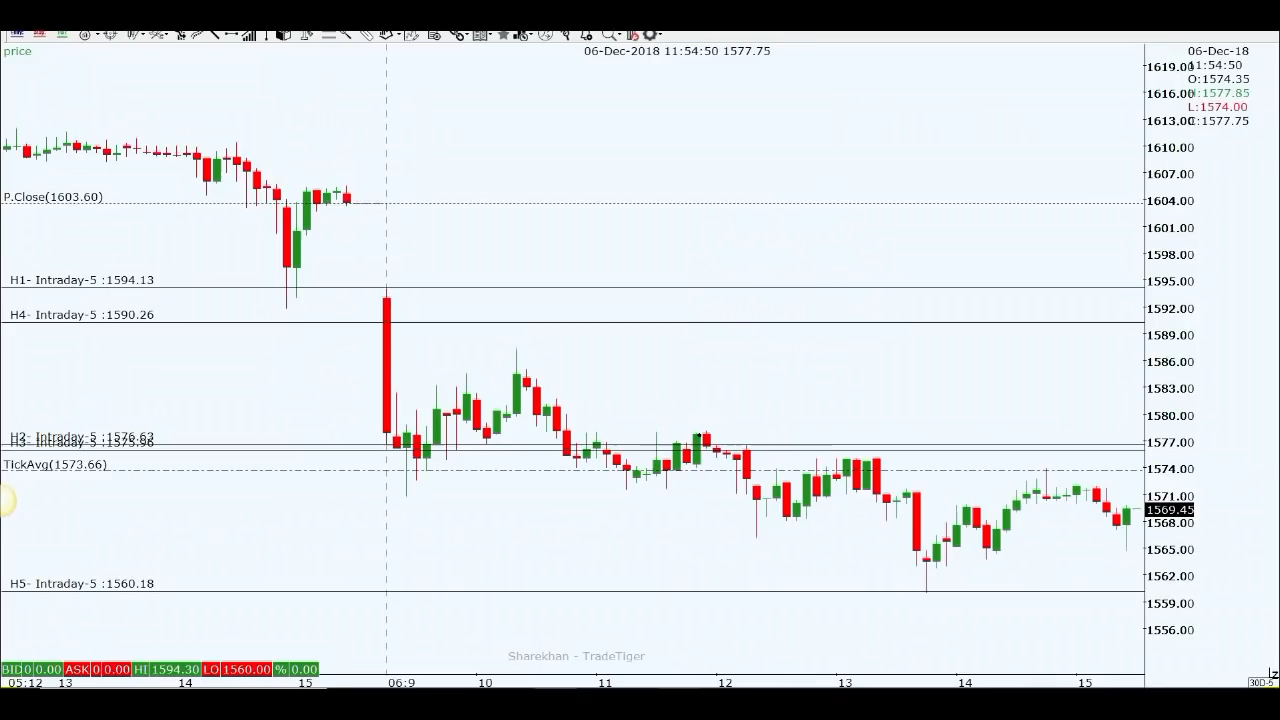 price
06-Dec-2018 11:54:50 1577.75
06-Dec-18
11:54:50
O:1574.35
H:1577.85
L:1574.00
C:1577.75
1619.00
1616.00
1613.00
1610.00
1607.00
1604.00
1601.00
1598.00
1595.00
1592.00
1589.00
1586.00
1583.00
1580.00
1577.00
1574.00
1571.00
1569.45
1568.00
1565.00
1562.00
1559.00
1556.00
P.Close(1603.60)
H1- Intraday-5 :1594.13
H4- Intraday-5 :1590.26
H2- Intraday-5 :1576.63
TickAvg(1573.66)
H5- Intraday-5 :1560.18
Sharekhan - TradeTiger
BID 0 0.00 ASK 0 0.00 HI 1594.30 LO 1560.00 % 0.00
05:12 13 14 15 06:9 10 11 12 13 14 15
30D-5